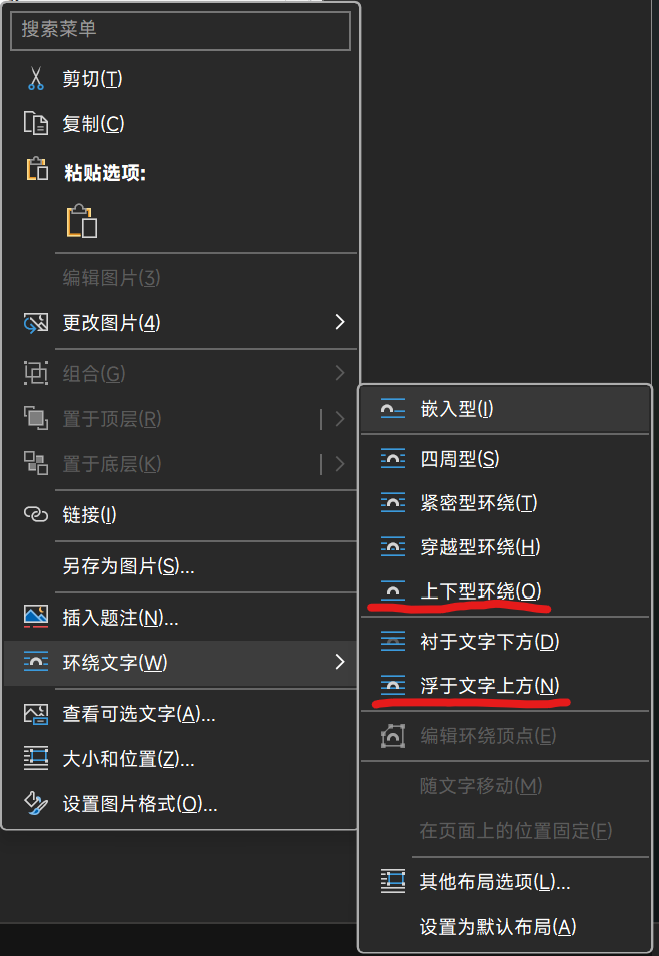 搜索菜单
剪切(T)
复制(C)
粘贴选项:
编辑图片(3)
更改图片(4)
组合(G)
置于顶层(R)
置于底层(K)
链接(I)
另存为图片(S)...
插入题注(N)...
环绕文字(W)
查看可选文字(A)...
大小和位置(Z)...
设置图片格式(O)...
嵌入型(I)
四周型(S)
紧密型环绕(T)
穿越型环绕(H)
上下型环绕(O)
衬于文字下方(D)
浮于文字上方(N)
编辑环绕顶点(E)
随文字移动(M)
在页面上的位置固定(F)
其他布局选项(L)...
设置为默认布局(A)